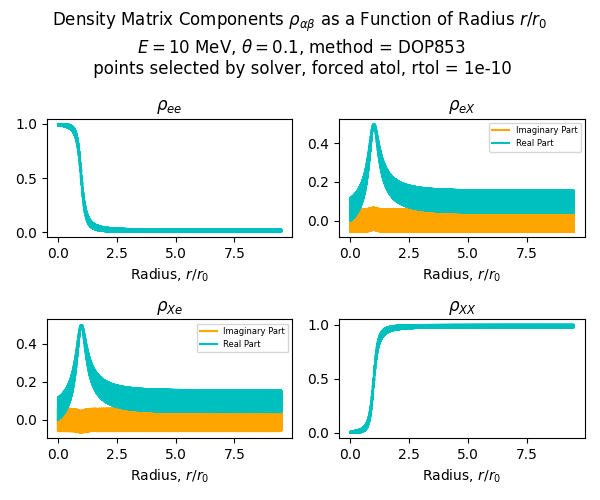 Density Matrix Components ραβ as a Function of Radius r/r0
E = 10 MeV, θ = 0.1, method = DOP853
points selected by solver, forced atol, rtol = 1e-10
ρee
1.0
0.5
0.0
0.0 2.5 5.0 7.5
Radius, r/r0
ρeX
Imaginary Part
Real Part
0.4
0.2
0.0
0.0 2.5 5.0 7.5
Radius, r/r0
ρXe
Imaginary Part
Real Part
0.4
0.2
0.0
0.0 2.5 5.0 7.5
Radius, r/r0
ρXX
1.0
0.5
0.0
0.0 2.5 5.0 7.5
Radius, r/r0